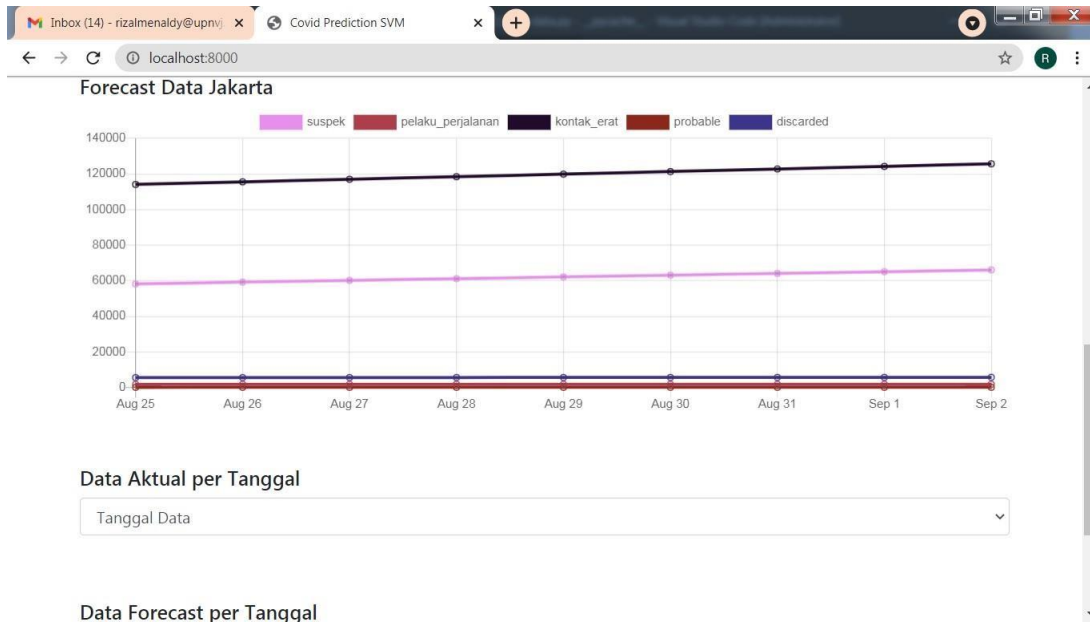 Inbox (14) - rizalmenaldy@upnvj
Covid Prediction SVM
localhost:8000
R
Forecast Data Jakarta
suspek pelaku_perjalanan kontak_erat probable discarded
140000
120000
100000
80000
60000
40000
20000
0
Aug 25 Aug 26 Aug 27 Aug 28 Aug 29 Aug 30 Aug 31 Sep 1 Sep 2
Data Aktual per Tanggal
Tanggal Data
Data Forecast per Tanggal